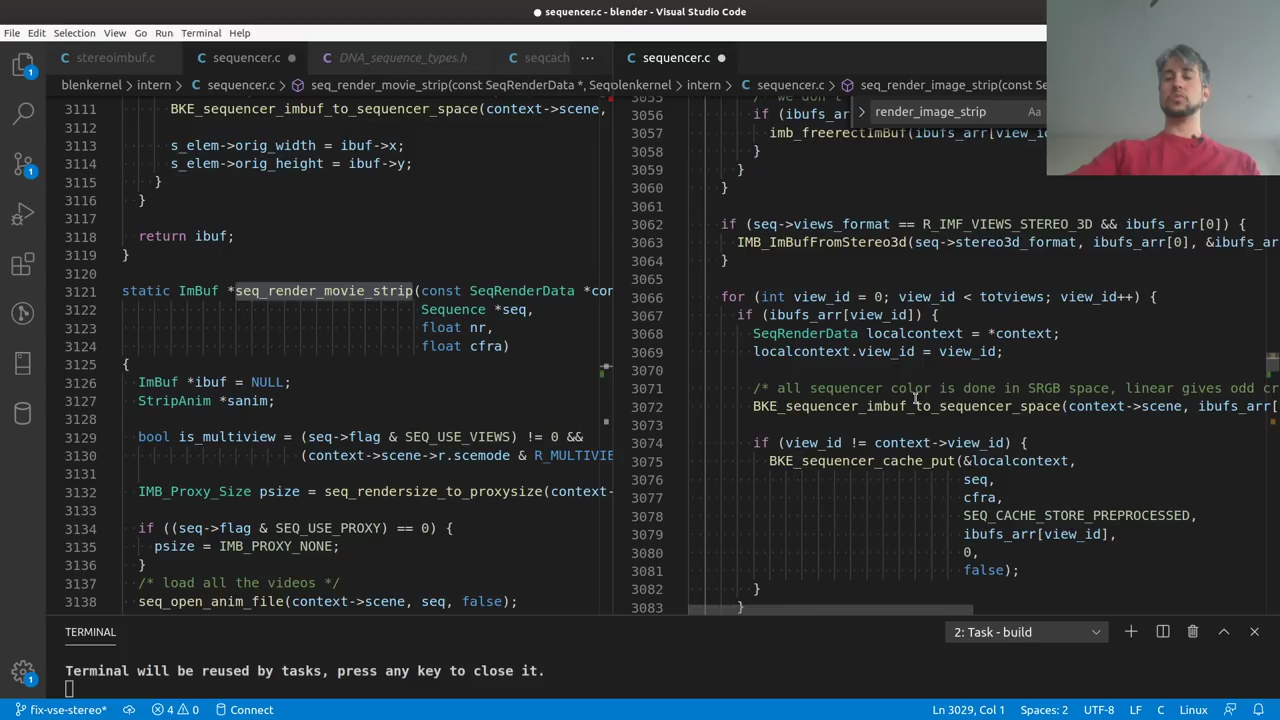 sequencer.c - blender - Visual Studio Code
File Edit Selection View Go Run Terminal Help
stereoimbuf.c sequencer.c DNA_sequence_types.h seqcach ···
sequencer.c
blenkernel > intern > sequencer.c > seq_render_movie_strip(const SeqRenderData *, Seq
plenkernel > intern > sequencer.c > seq_render_image_strip(const Se
render_image_strip Aa
3111 BKE_sequencer_imbuf_to_sequencer_space(context->scene,
3112
3113 s_elem->orig_width = ibuf->x;
3114 s_elem->orig_height = ibuf->y;
3115 }
3116 }
3117
3118 return ibuf;
3119 }
3120
3121 static ImBuf *seq_render_movie_strip(const SeqRenderData *con
3122 Sequence *seq,
3123 float nr,
3124 float cfra)
3125 {
3126 ImBuf *ibuf = NULL;
3127 StripAnim *sanim;
3128
3129 bool is_multiview = (seq->flag & SEQ_USE_VIEWS) != 0 &&
3130 (context->scene->r.scemode & R_MULTIVIE
3131
3132 IMB_Proxy_Size psize = seq_rendersize_to_proxysize(context-
3133
3134 if ((seq->flag & SEQ_USE_PROXY) == 0) {
3135 psize = IMB_PROXY_NONE;
3136 }
3137 /* load all the videos */
3138 seq_open_anim_file(context->scene, seq, false);
3055 // we don't
3056 if (ibufs_arr
3057 imb_freerectImBuf(ibufs_arr[view_id
3058 }
3059 }
3060 }
3061
3062 if (seq->views_format == R_IMF_VIEWS_STEREO_3D && ibufs_arr[0]) {
3063 IMB_ImBufFromStereo3d(seq->stereo3d_format, ibufs_arr[0], &ibufs_ar
3064 }
3065
3066 for (int view_id = 0; view_id < totviews; view_id++) {
3067 if (ibufs_arr[view_id]) {
3068 SeqRenderData localcontext = *context;
3069 localcontext.view_id = view_id;
3070
3071 /* all sequencer color is done in SRGB space, linear gives odd cr
3072 BKE_sequencer_imbuf_to_sequencer_space(context->scene, ibufs_arr[
3073
3074 if (view_id != context->view_id) {
3075 BKE_sequencer_cache_put(&localcontext,
3076 seq,
3077 cfra,
3078 SEQ_CACHE_STORE_PREPROCESSED,
3079 ibufs_arr[view_id],
3080 0,
3081 false);
3082 }
3083 }
TERMINAL
2: Task - build
Terminal will be reused by tasks, press any key to close it.
fix-vse-stereo* 4 0 Connect Ln 3029, Col 1 Spaces: 2 UTF-8 LF C Linux